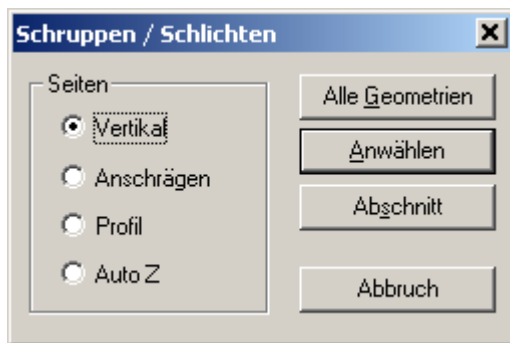 Schruppen / Schlichten
Seiten
Vertikal
Anschrägen
Profil
Auto Z
Alle Geometrien
Anwählen
Abschnitt
Abbruch